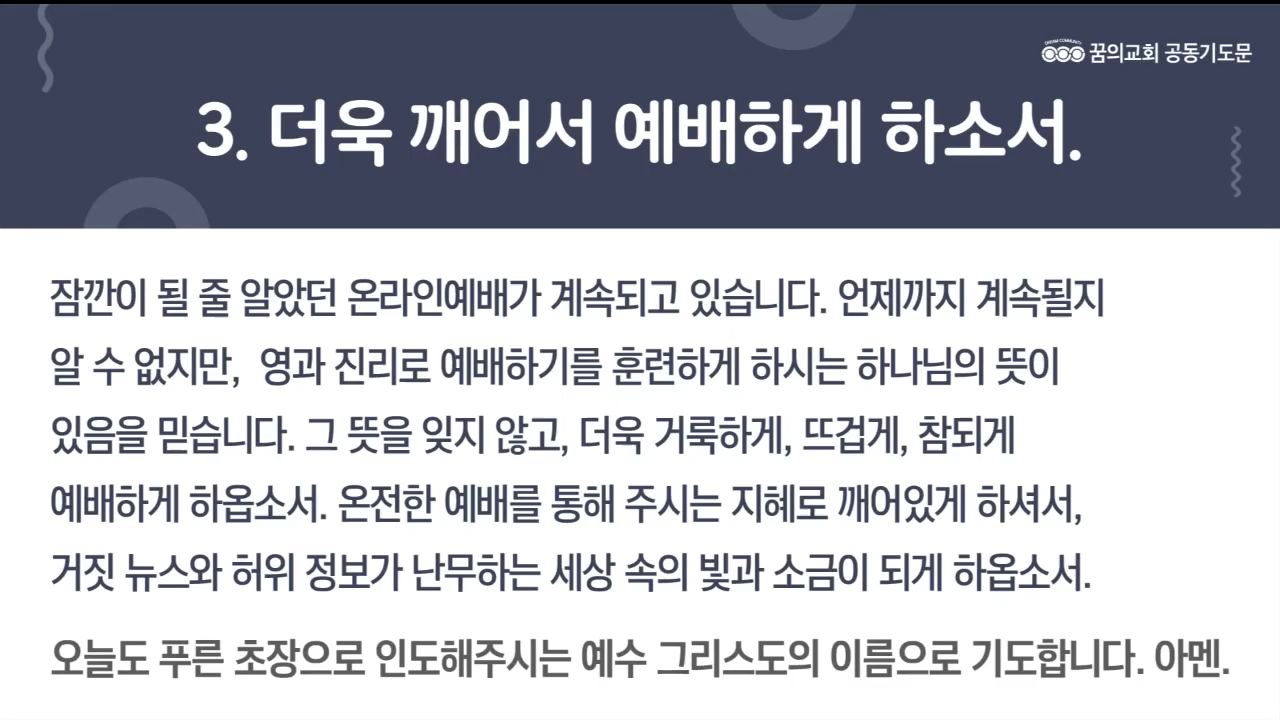 DREAM COMMUNITY
꿈의교회 공동기도문
3. 더욱 깨어서 예배하게 하소서.
잠깐이 될 줄 알았던 온라인예배가 계속되고 있습니다. 언제까지 계속될지
알 수 없지만, 영과 진리로 예배하기를 훈련하게 하시는 하나님의 뜻이
있음을 믿습니다. 그 뜻을 잊지 않고, 더욱 거룩하게, 뜨겁게, 참되게
예배하게 하옵소서. 온전한 예배를 통해 주시는 지혜로 깨어있게 하셔서,
거짓 뉴스와 허위 정보가 난무하는 세상 속의 빛과 소금이 되게 하옵소서.
오늘도 푸른 초장으로 인도해주시는 예수 그리스도의 이름으로 기도합니다. 아멘.